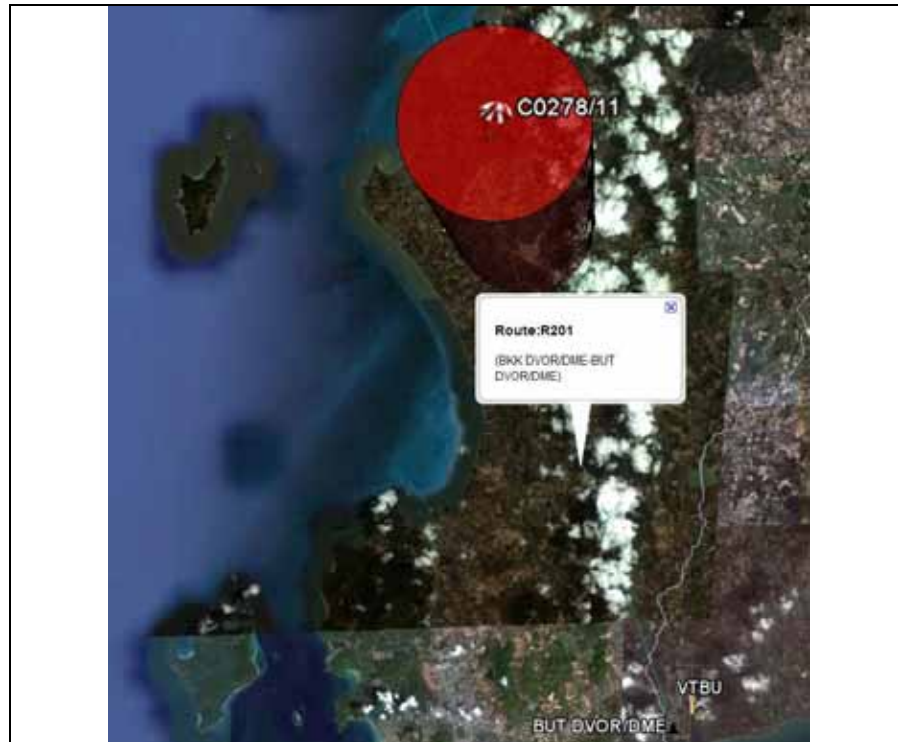 C0278/11
Route:R201
(BKK DVOR/DME-BUT
DVOR/DME)
VTBU
BUT DVOR/DME